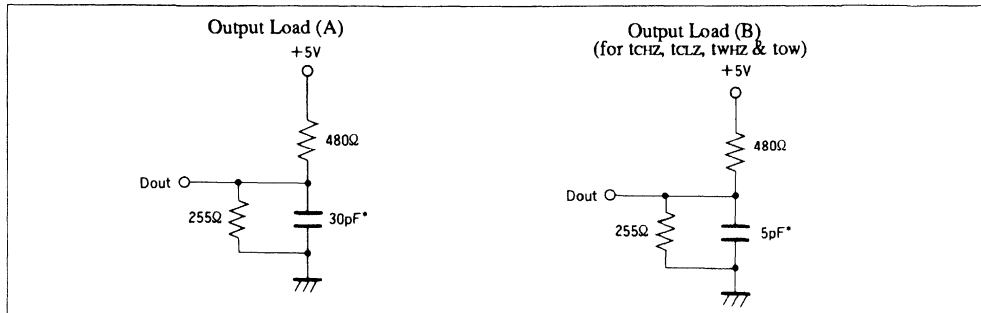 Output Load (A)
+5V
480Ω
Dout
255Ω
30pF*
Output Load (B)
(for tCHZ, tCLZ, tWHZ & tOW)
+5V
480Ω
Dout
255Ω
5pF*